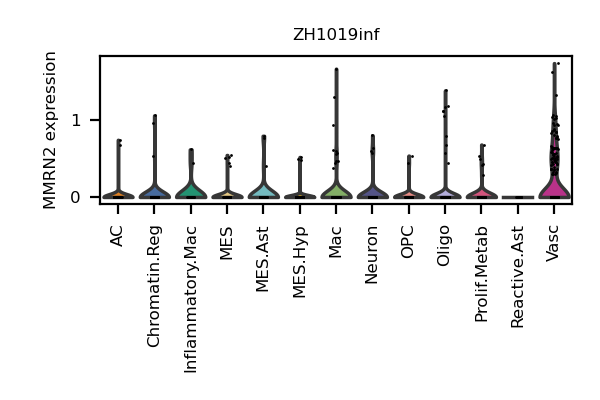 ZH1019inf
MMRN2 expression
1
0
AC
Chromatin.Reg
Inflammatory.Mac
MES
MES.Ast
MES.Hyp
Mac
Neuron
OPC
Oligo
Prolif.Metab
Reactive.Ast
Vasc